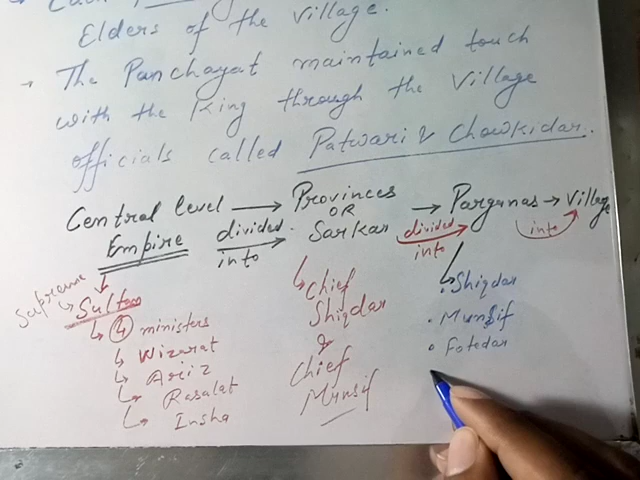 Elders of the village.
→ The Panchayat maintained touch
with the King through the Village
officials called Patwari & Chowkidar.
Central level → Provinces → Parganas → Village
OR
Empire divided into Sarkar divided into into
Supreme
↳ Sultan
↳ 4 ministers
↳ Wizarat
↳ Ariz
↳ Rasalat
↳ Insha
↳ Chief
Shiqdar
&
Chief
Munsif
↳ . Shiqdar
. Munsif
. Fotedar